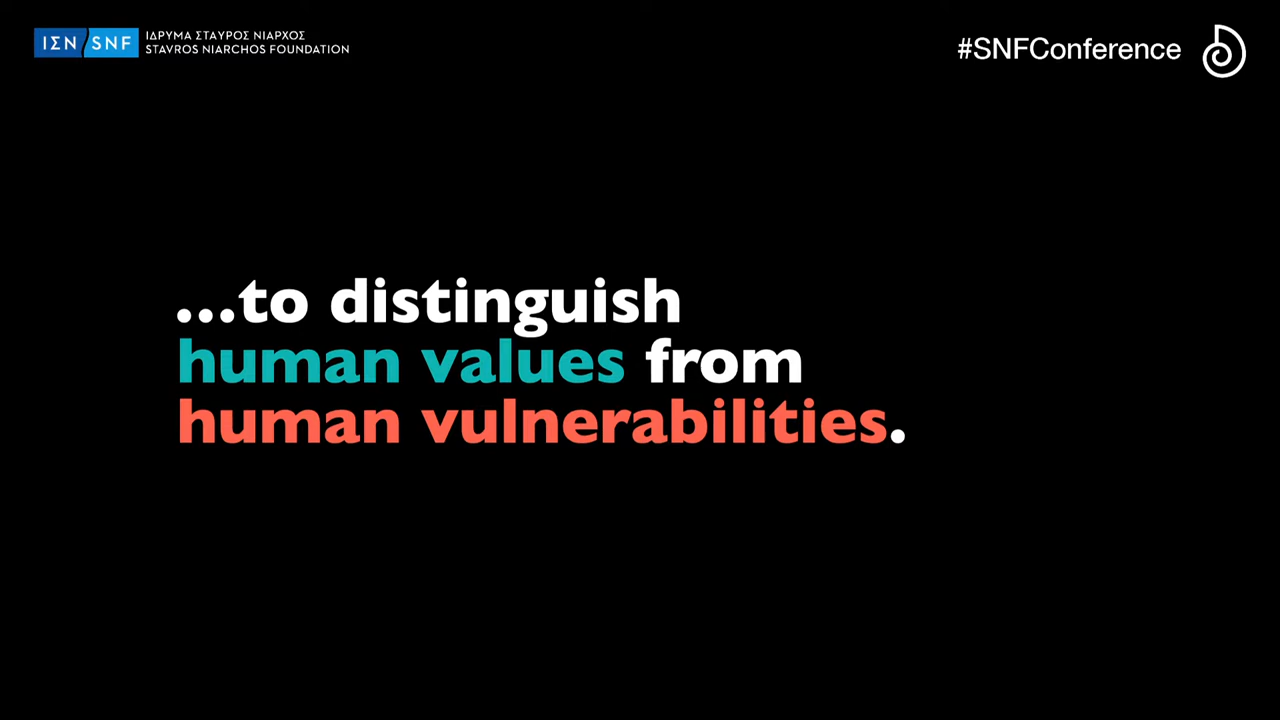 ΙΣΝ/SNF
ΙΔΡΥΜΑ ΣΤΑΥΡΟΣ ΝΙΑΡΧΟΣ
STAVROS NIARCHOS FOUNDATION
#SNFConference
...to distinguish
human values from
human vulnerabilities.